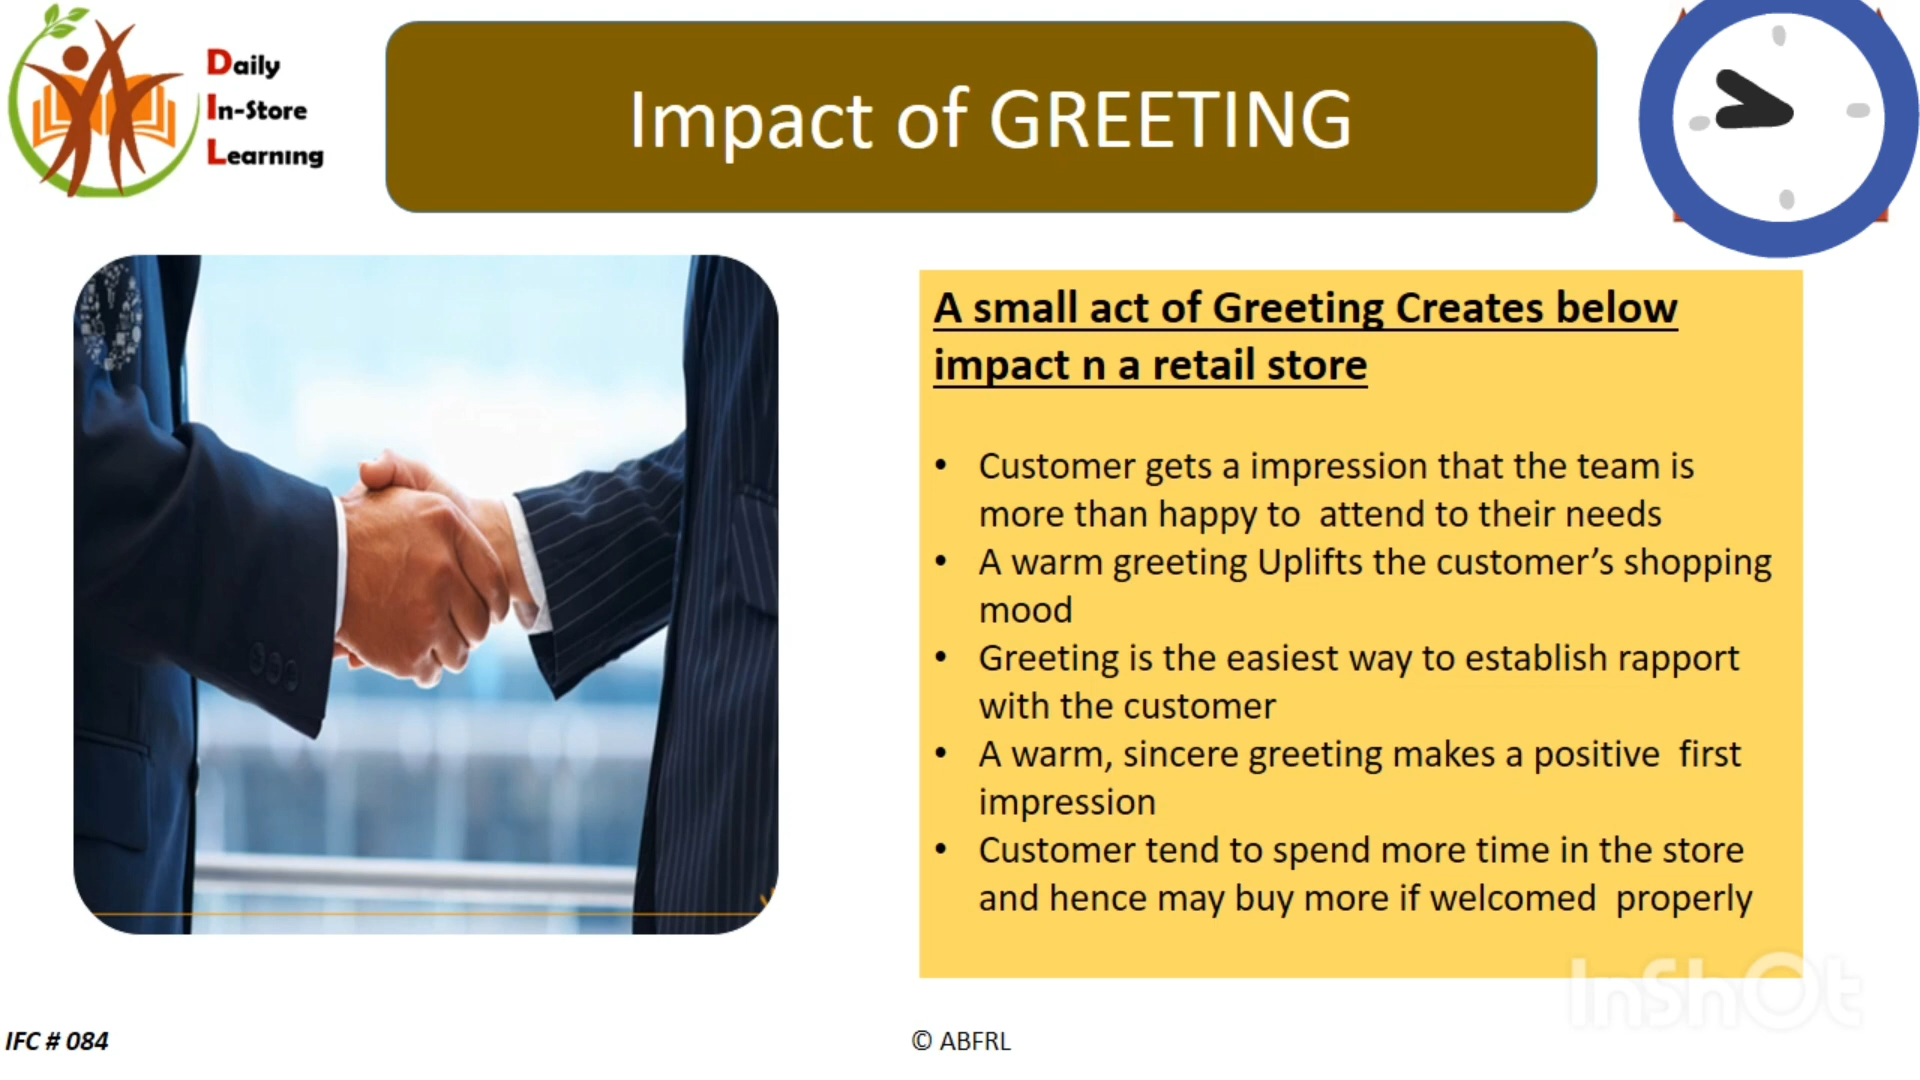 Daily
In-Store
Learning
Impact of GREETING
A small act of Greeting Creates below
impact n a retail store
• Customer gets a impression that the team is
more than happy to  attend to their needs
• A warm greeting Uplifts the customer’s shopping
mood
• Greeting is the easiest way to establish rapport
with the customer
• A warm, sincere greeting makes a positive  first
impression
• Customer tend to spend more time in the store
and hence may buy more if welcomed  properly
InShOt
IFC # 084
© ABFRL